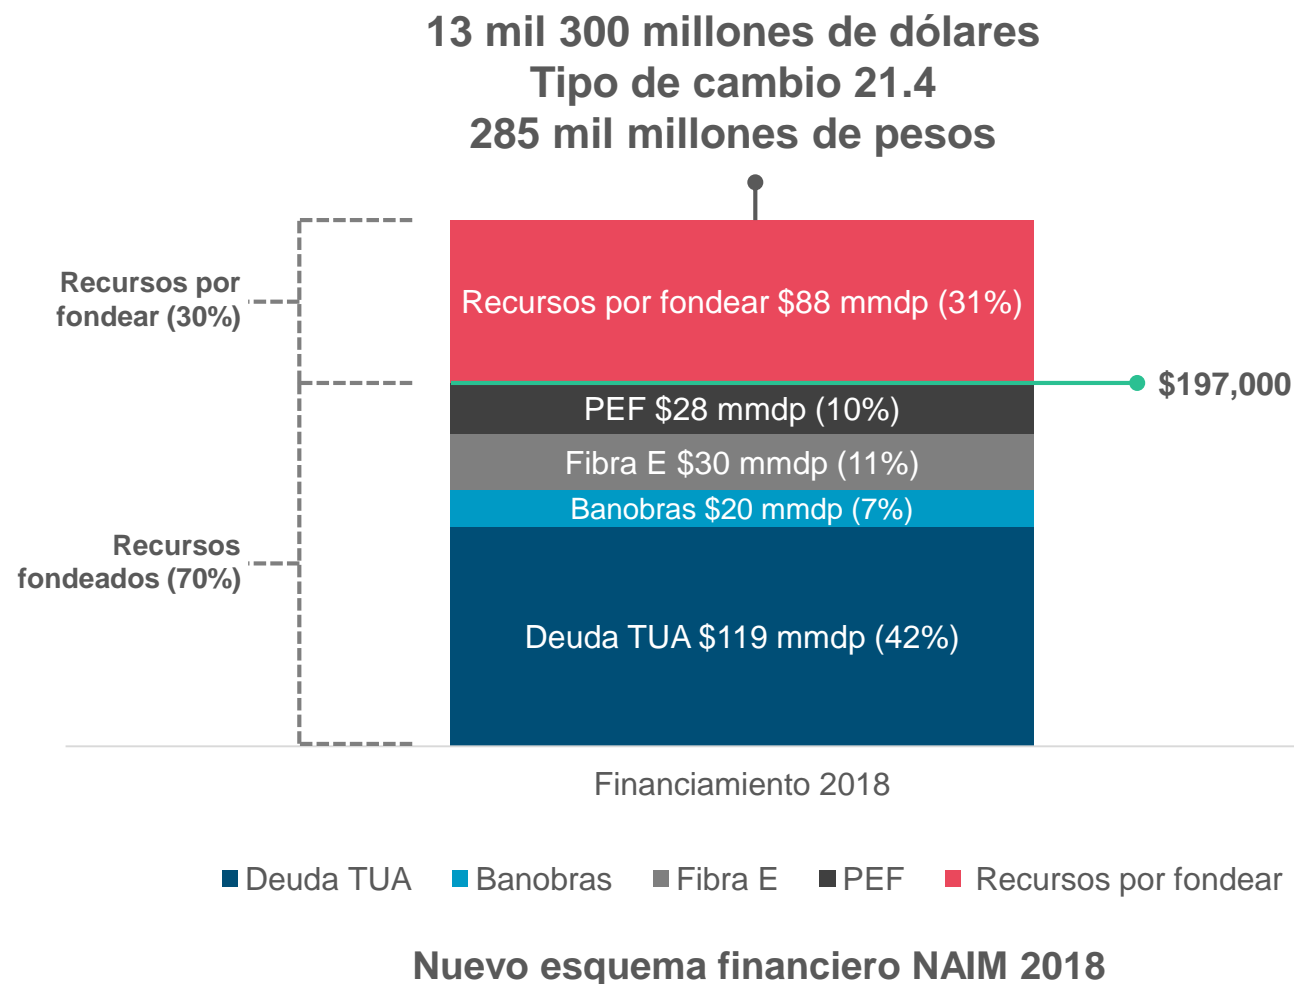 13 mil 300 millones de dólares
Tipo de cambio 21.4
285 mil millones de pesos
Recursos por
fondear (30%)
Recursos por fondear $88 mmdp (31%)
$197,000
PEF $28 mmdp (10%)
Fibra E $30 mmdp (11%)
Banobras $20 mmdp (7%)
Recursos
fondeados (70%)
Deuda TUA $119 mmdp (42%)
Financiamiento 2018
Deuda TUA Banobras Fibra E PEF Recursos por fondear
Nuevo esquema financiero NAIM 2018